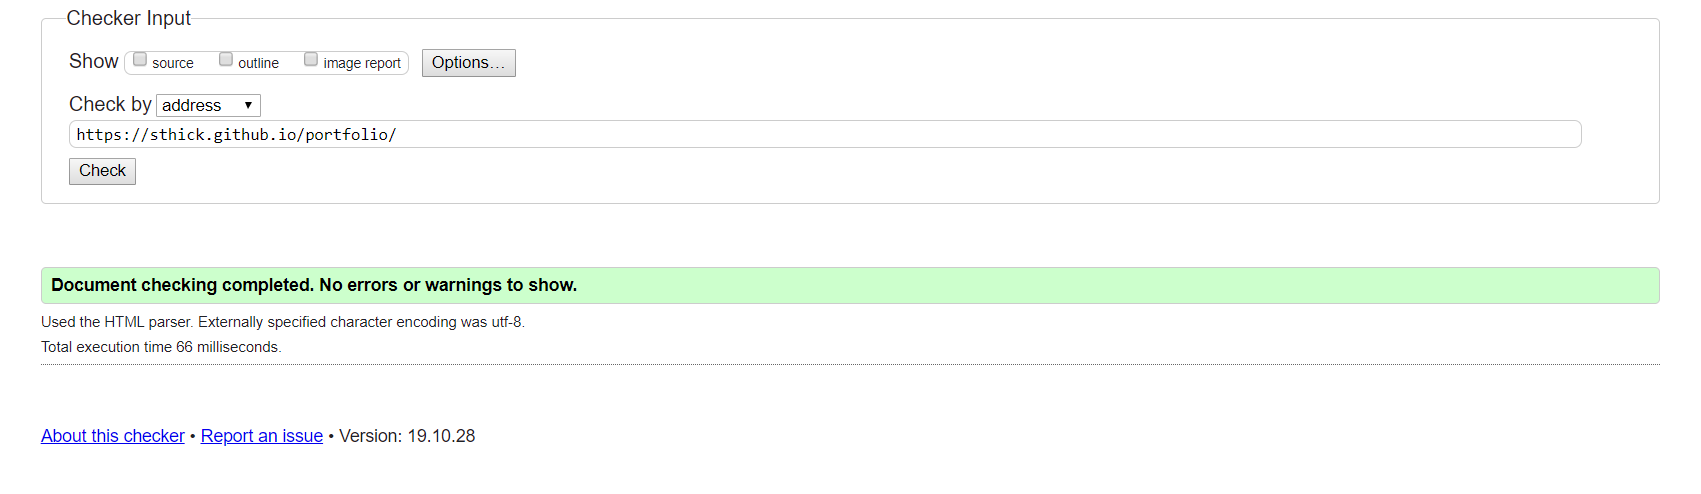 Checker Input
Show source outline image report Options...
Check by address
https://sthick.github.io/portfolio/
Check
Document checking completed. No errors or warnings to show.
Used the HTML parser. Externally specified character encoding was utf-8.
Total execution time 66 milliseconds.
About this checker • Report an issue • Version: 19.10.28